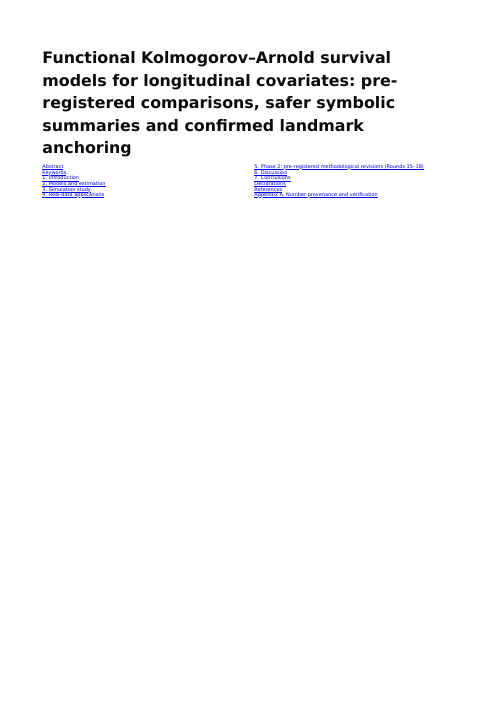 Functional Kolmogorov–Arnold survival
models for longitudinal covariates: pre-
registered comparisons, safer symbolic
summaries and confirmed landmark
anchoring
Abstract
Keywords
1. Introduction
2. Models and estimation
3. Simulation study
4. Real-data applications
5. Phase 2: pre-registered methodological revisions (Rounds 15–18)
6. Discussion
7. Conclusions
Declarations
References
Appendix A. Number provenance and verification